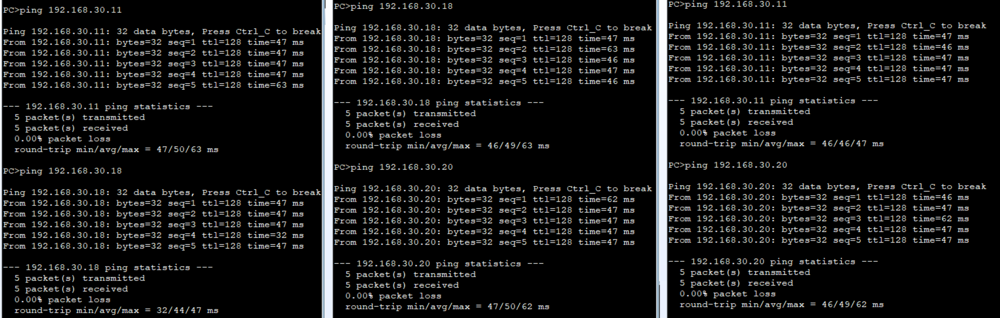 PC>ping 192.168.30.11
Ping 192.168.30.11: 32 data bytes, Press Ctrl_C to break
From 192.168.30.11: bytes=32 seq=1 ttl=128 time=47 ms
From 192.168.30.11: bytes=32 seq=2 ttl=128 time=47 ms
From 192.168.30.11: bytes=32 seq=3 ttl=128 time=47 ms
From 192.168.30.11: bytes=32 seq=4 ttl=128 time=47 ms
From 192.168.30.11: bytes=32 seq=5 ttl=128 time=63 ms
--- 192.168.30.11 ping statistics ---
5 packet(s) transmitted
5 packet(s) received
0.00% packet loss
round-trip min/avg/max = 47/50/63 ms
PC>ping 192.168.30.18
Ping 192.168.30.18: 32 data bytes, Press Ctrl_C to break
From 192.168.30.18: bytes=32 seq=1 ttl=128 time=47 ms
From 192.168.30.18: bytes=32 seq=2 ttl=128 time=47 ms
From 192.168.30.18: bytes=32 seq=3 ttl=128 time=47 ms
From 192.168.30.18: bytes=32 seq=4 ttl=128 time=32 ms
From 192.168.30.18: bytes=32 seq=5 ttl=128 time=47 ms
--- 192.168.30.18 ping statistics ---
5 packet(s) transmitted
5 packet(s) received
0.00% packet loss
round-trip min/avg/max = 32/44/47 ms
PC>ping 192.168.30.18
Ping 192.168.30.18: 32 data bytes, Press Ctrl_C to break
From 192.168.30.18: bytes=32 seq=1 ttl=128 time=47 ms
From 192.168.30.18: bytes=32 seq=2 ttl=128 time=63 ms
From 192.168.30.18: bytes=32 seq=3 ttl=128 time=46 ms
From 192.168.30.18: bytes=32 seq=4 ttl=128 time=47 ms
From 192.168.30.18: bytes=32 seq=5 ttl=128 time=46 ms
--- 192.168.30.18 ping statistics ---
5 packet(s) transmitted
5 packet(s) received
0.00% packet loss
round-trip min/avg/max = 46/49/63 ms
PC>ping 192.168.30.20
Ping 192.168.30.20: 32 data bytes, Press Ctrl_C to break
From 192.168.30.20: bytes=32 seq=1 ttl=128 time=62 ms
From 192.168.30.20: bytes=32 seq=2 ttl=128 time=47 ms
From 192.168.30.20: bytes=32 seq=3 ttl=128 time=47 ms
From 192.168.30.20: bytes=32 seq=4 ttl=128 time=47 ms
From 192.168.30.20: bytes=32 seq=5 ttl=128 time=47 ms
--- 192.168.30.20 ping statistics ---
5 packet(s) transmitted
5 packet(s) received
0.00% packet loss
round-trip min/avg/max = 47/50/62 ms
PC>ping 192.168.30.11
Ping 192.168.30.11: 32 data bytes, Press Ctrl_C to break
From 192.168.30.11: bytes=32 seq=1 ttl=128 time=47 ms
From 192.168.30.11: bytes=32 seq=2 ttl=128 time=46 ms
From 192.168.30.11: bytes=32 seq=3 ttl=128 time=47 ms
From 192.168.30.11: bytes=32 seq=4 ttl=128 time=47 ms
From 192.168.30.11: bytes=32 seq=5 ttl=128 time=47 ms
--- 192.168.30.11 ping statistics ---
5 packet(s) transmitted
5 packet(s) received
0.00% packet loss
round-trip min/avg/max = 46/46/47 ms
PC>ping 192.168.30.20
Ping 192.168.30.20: 32 data bytes, Press Ctrl_C to break
From 192.168.30.20: bytes=32 seq=1 ttl=128 time=46 ms
From 192.168.30.20: bytes=32 seq=2 ttl=128 time=47 ms
From 192.168.30.20: bytes=32 seq=3 ttl=128 time=62 ms
From 192.168.30.20: bytes=32 seq=4 ttl=128 time=47 ms
From 192.168.30.20: bytes=32 seq=5 ttl=128 time=47 ms
--- 192.168.30.20 ping statistics ---
5 packet(s) transmitted
5 packet(s) received
0.00% packet loss
round-trip min/avg/max = 46/49/62 ms